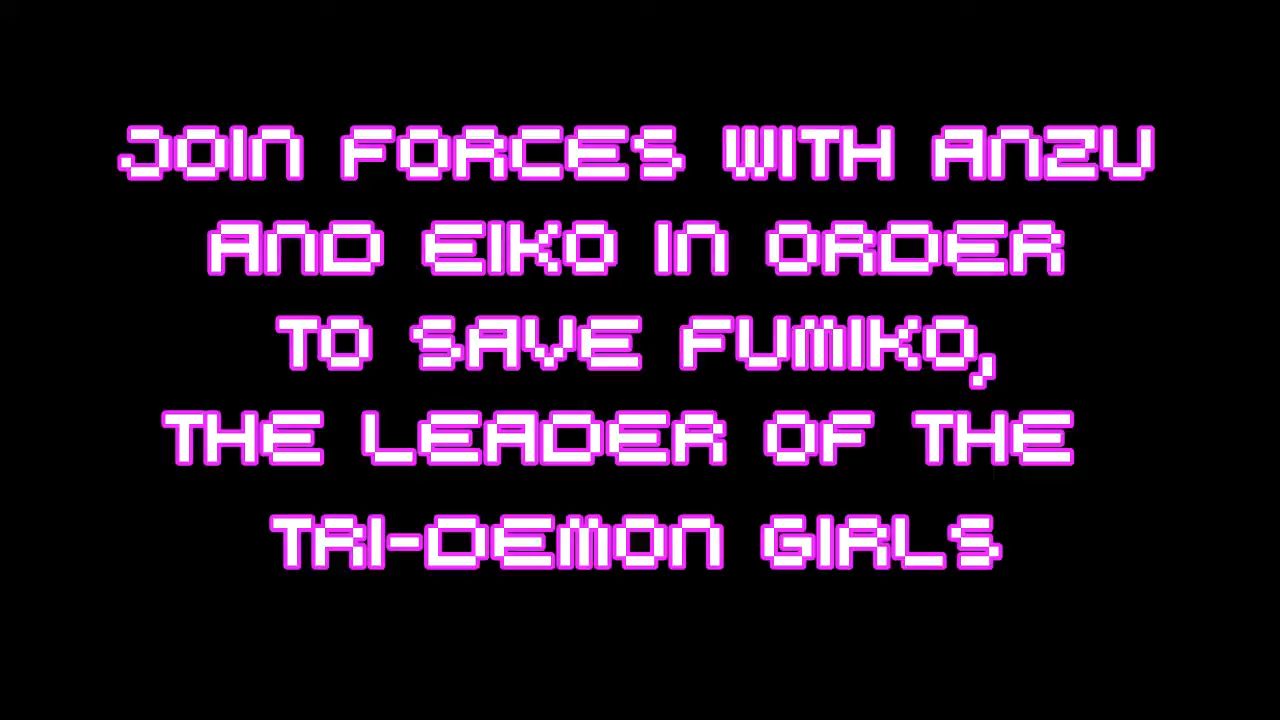 JOIN FORCES WITH ANZU
AND EIKO IN ORDER
TO SAVE FUMIKO,
THE LEADER OF THE
TRI-DEMON GIRLS